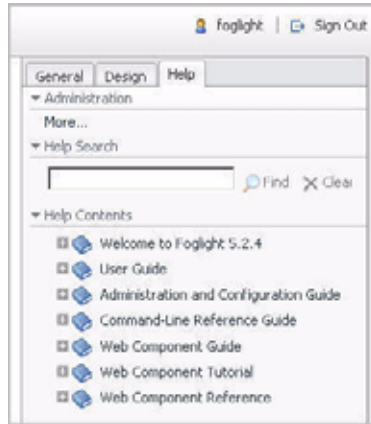 foglight | Sign Out
General Design Help
Administration
More...
Help Search
Find Clear
Help Contents
Welcome to Foglight 5.2.4
User Guide
Administration and Configuration Guide
Command-Line Reference Guide
Web Component Guide
Web Component Tutorial
Web Component Reference